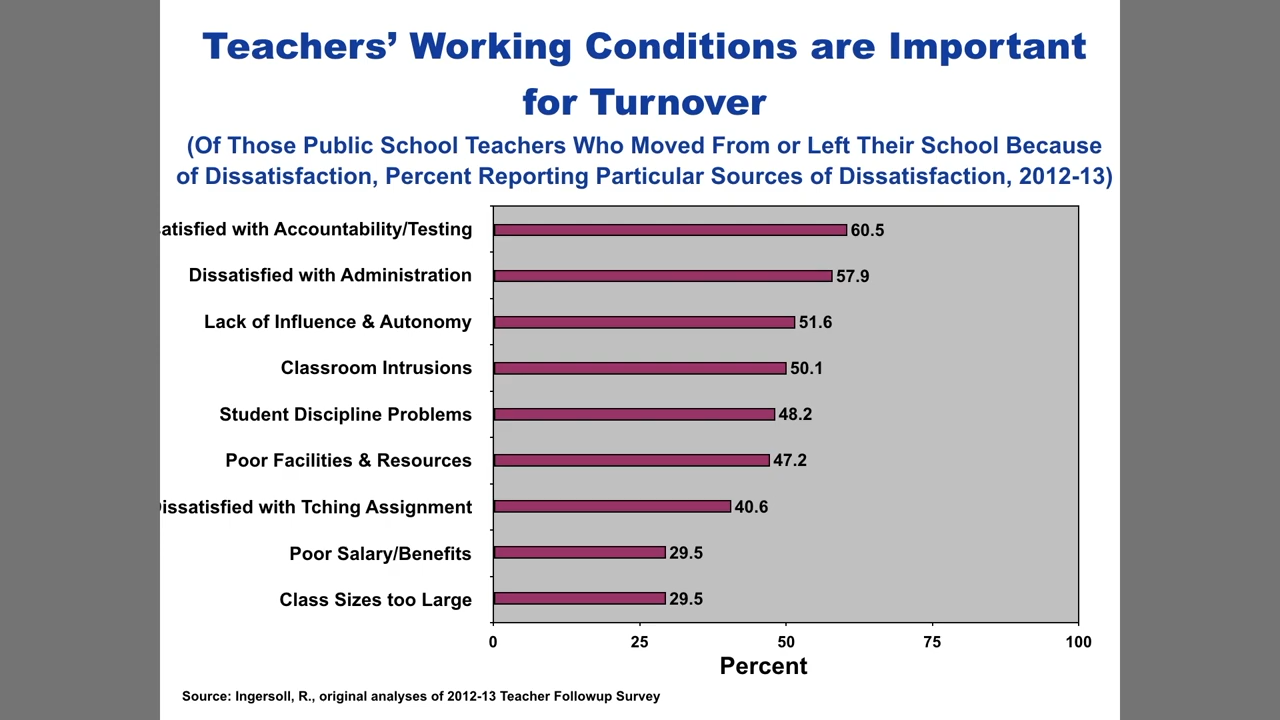 Teachers’ Working Conditions are Important
for Turnover
(Of Those Public School Teachers Who Moved From or Left Their School Because
of Dissatisfaction, Percent Reporting Particular Sources of Dissatisfaction, 2012-13)
atisfied with Accountability/Testing 60.5
Dissatisfied with Administration 57.9
Lack of Influence & Autonomy 51.6
Classroom Intrusions 50.1
Student Discipline Problems 48.2
Poor Facilities & Resources 47.2
issatisfied with Tching Assignment 40.6
Poor Salary/Benefits 29.5
Class Sizes too Large 29.5
0 25 50 75 100
Percent
Source: Ingersoll, R., original analyses of 2012-13 Teacher Followup Survey